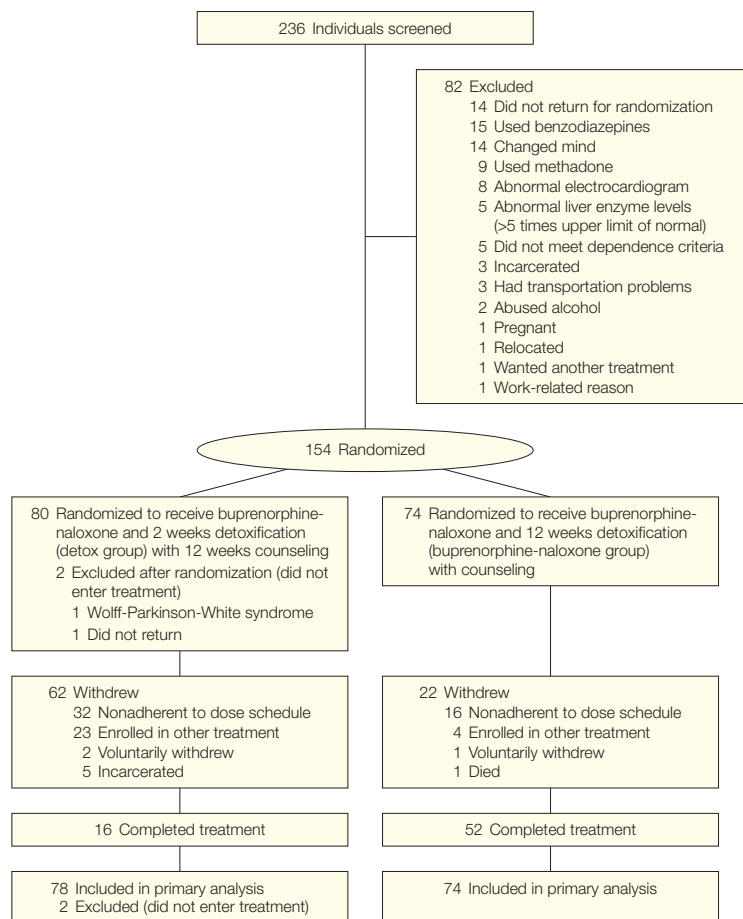 236 Individuals screened
82 Excluded
14 Did not return for randomization
15 Used benzodiazepines
14 Changed mind
9 Used methadone
8 Abnormal electrocardiogram
5 Abnormal liver enzyme levels
(>5 times upper limit of normal)
5 Did not meet dependence criteria
3 Incarcerated
3 Had transportation problems
2 Abused alcohol
1 Pregnant
1 Relocated
1 Wanted another treatment
1 Work-related reason
154 Randomized
80 Randomized to receive buprenorphine-
naloxone and 2 weeks detoxification
(detox group) with 12 weeks counseling
2 Excluded after randomization (did not
enter treatment)
1 Wolff-Parkinson-White syndrome
1 Did not return
74 Randomized to receive buprenorphine-
naloxone and 12 weeks detoxification
(buprenorphine-naloxone group)
with counseling
62 Withdrew
32 Nonadherent to dose schedule
23 Enrolled in other treatment
2 Voluntarily withdrew
5 Incarcerated
22 Withdrew
16 Nonadherent to dose schedule
4 Enrolled in other treatment
1 Voluntarily withdrew
1 Died
16 Completed treatment
52 Completed treatment
78 Included in primary analysis
2 Excluded (did not enter treatment)
74 Included in primary analysis